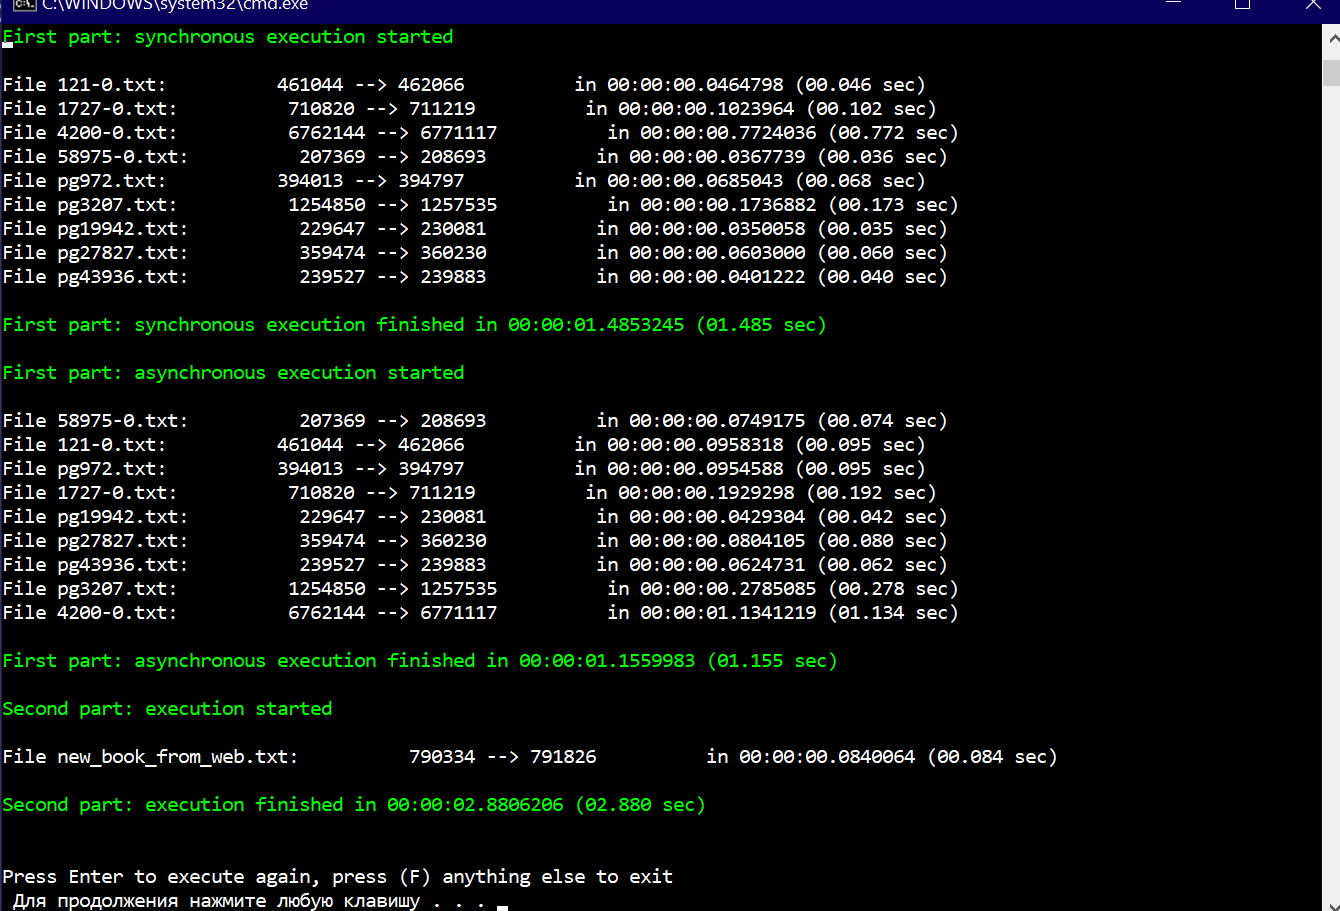 C:\WINDOWS\system32\cmd.exe
First part: synchronous execution started
File 121-0.txt: 461044 --> 462066 in 00:00:00.0464798 (00.046 sec)
File 1727-0.txt: 710820 --> 711219 in 00:00:00.1023964 (00.102 sec)
File 4200-0.txt: 6762144 --> 6771117 in 00:00:00.7724036 (00.772 sec)
File 58975-0.txt: 207369 --> 208693 in 00:00:00.0367739 (00.036 sec)
File pg972.txt: 394013 --> 394797 in 00:00:00.0685043 (00.068 sec)
File pg3207.txt: 1254850 --> 1257535 in 00:00:00.1736882 (00.173 sec)
File pg19942.txt: 229647 --> 230081 in 00:00:00.0350058 (00.035 sec)
File pg27827.txt: 359474 --> 360230 in 00:00:00.0603000 (00.060 sec)
File pg43936.txt: 239527 --> 239883 in 00:00:00.0401222 (00.040 sec)
First part: synchronous execution finished in 00:00:01.4853245 (01.485 sec)
First part: asynchronous execution started
File 58975-0.txt: 207369 --> 208693 in 00:00:00.0749175 (00.074 sec)
File 121-0.txt: 461044 --> 462066 in 00:00:00.0958318 (00.095 sec)
File pg972.txt: 394013 --> 394797 in 00:00:00.0954588 (00.095 sec)
File 1727-0.txt: 710820 --> 711219 in 00:00:00.1929298 (00.192 sec)
File pg19942.txt: 229647 --> 230081 in 00:00:00.0429304 (00.042 sec)
File pg27827.txt: 359474 --> 360230 in 00:00:00.0804105 (00.080 sec)
File pg43936.txt: 239527 --> 239883 in 00:00:00.0624731 (00.062 sec)
File pg3207.txt: 1254850 --> 1257535 in 00:00:00.2785085 (00.278 sec)
File 4200-0.txt: 6762144 --> 6771117 in 00:00:01.1341219 (01.134 sec)
First part: asynchronous execution finished in 00:00:01.1559983 (01.155 sec)
Second part: execution started
File new_book_from_web.txt: 790334 --> 791826 in 00:00:00.0840064 (00.084 sec)
Second part: execution finished in 00:00:02.8806206 (02.880 sec)
Press Enter to execute again, press (F) anything else to exit
Для продолжения нажмите любую клавишу . . .